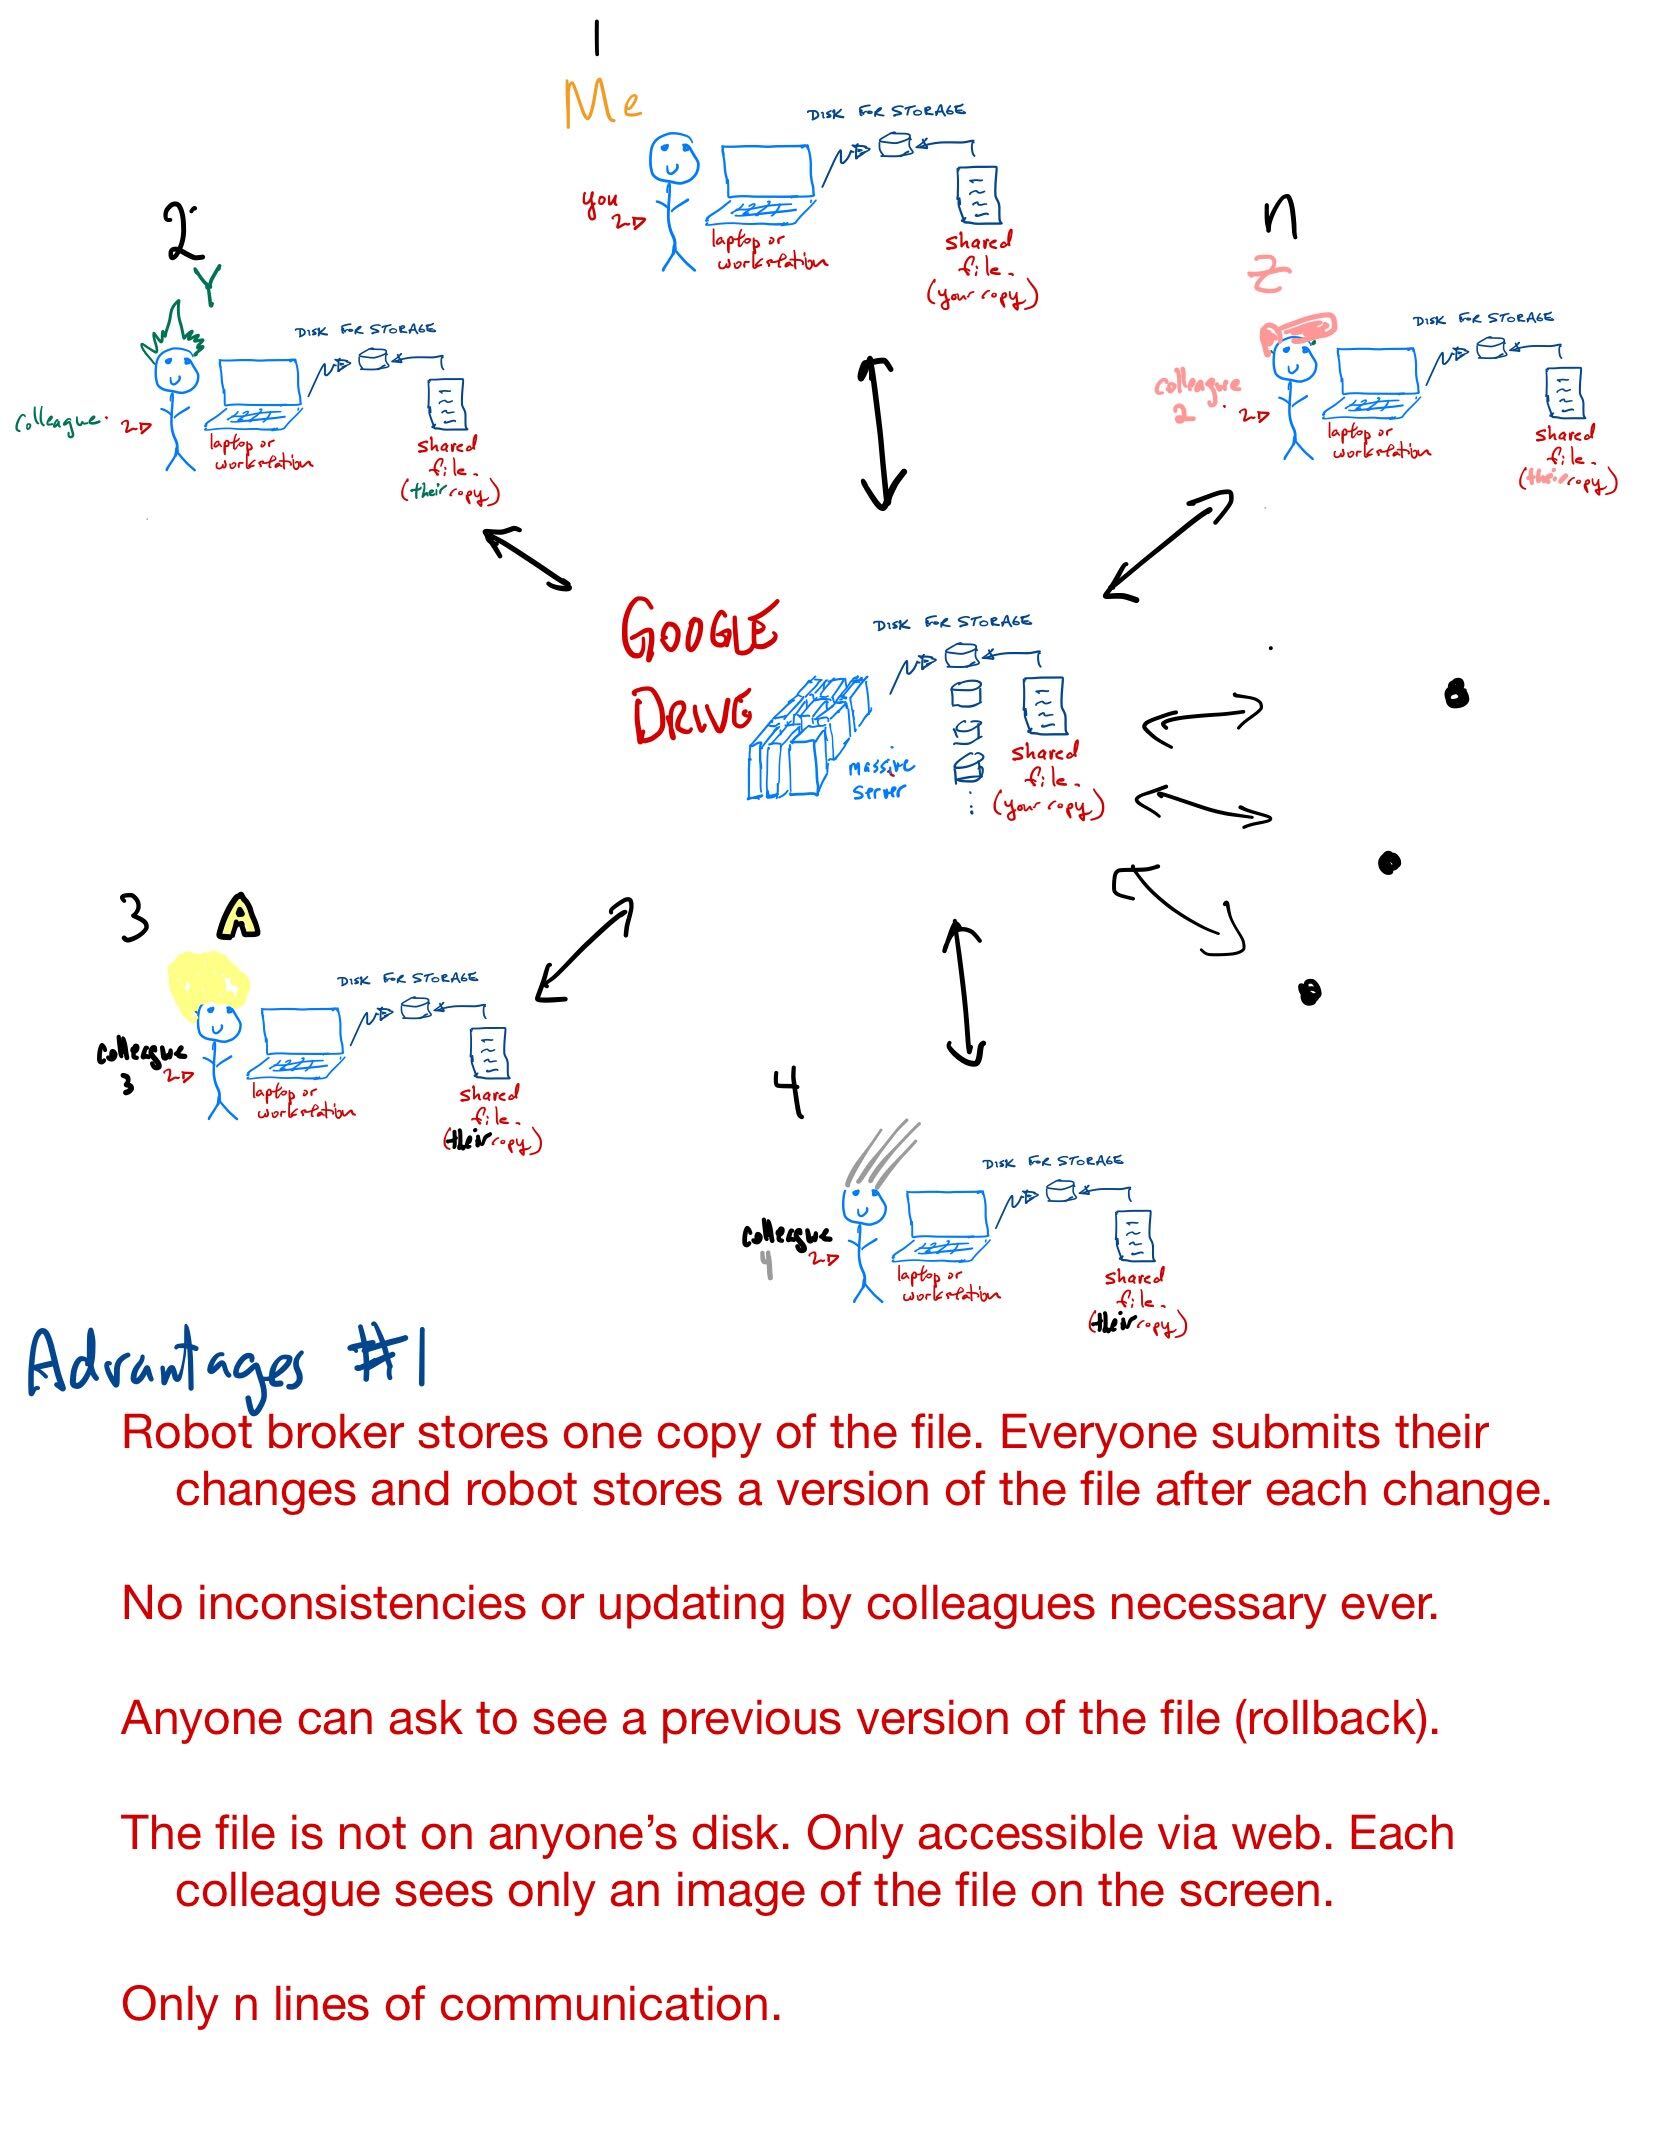 1
Me
DISK FOR STORAGE
you
laptop or
workstation
shared
file.
(your copy)
2
Y
DISK FOR STORAGE
colleague
laptop or
workstation
shared
file.
(their copy)
n
Z
DISK FOR STORAGE
colleague
2
laptop or
workstation
shared
file.
(their copy)
GOOGLE
DRIVE
DISK FOR STORAGE
massive
server
shared
file.
(your copy)
3
A
DISK FOR STORAGE
colleague
3
laptop or
workstation
shared
file.
(their copy)
4
DISK FOR STORAGE
colleague
4
laptop or
workstation
shared
file.
(their copy)
Advantages #1
Robot broker stores one copy of the file. Everyone submits their
changes and robot stores a version of the file after each change.
No inconsistencies or updating by colleagues necessary ever.
Anyone can ask to see a previous version of the file (rollback).
The file is not on anyone’s disk. Only accessible via web. Each
colleague sees only an image of the file on the screen.
Only n lines of communication.